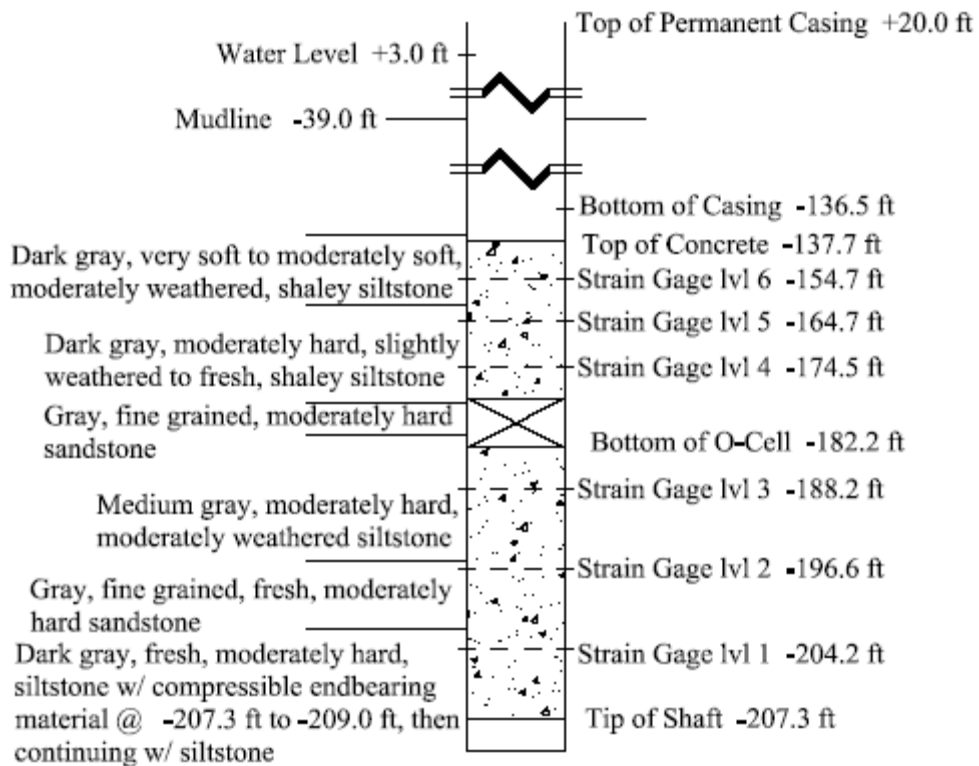 Top of Permanent Casing +20.0 ft
Water Level +3.0 ft
Mudline -39.0 ft
Bottom of Casing -136.5 ft
Top of Concrete -137.7 ft
Dark gray, very soft to moderately soft,
moderately weathered, shaley siltstone
Strain Gage lvl 6 -154.7 ft
Strain Gage lvl 5 -164.7 ft
Dark gray, moderately hard, slightly
weathered to fresh, shaley siltstone
Strain Gage lvl 4 -174.5 ft
Gray, fine grained, moderately hard
sandstone
Bottom of O-Cell -182.2 ft
Strain Gage lvl 3 -188.2 ft
Medium gray, moderately hard,
moderately weathered siltstone
Strain Gage lvl 2 -196.6 ft
Gray, fine grained, fresh, moderately
hard sandstone
Strain Gage lvl 1 -204.2 ft
Dark gray, fresh, moderately hard,
siltstone w/ compressible endbearing
material @ -207.3 ft to -209.0 ft, then
continuing w/ siltstone
Tip of Shaft -207.3 ft